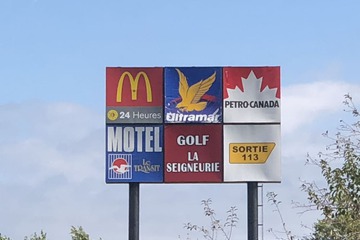 M
24 Heures
Ultramar
PETRO-CANADA
MOTEL
LE TRANSIT
GOLF
LA
SEIGNEURIE
SORTIE
113